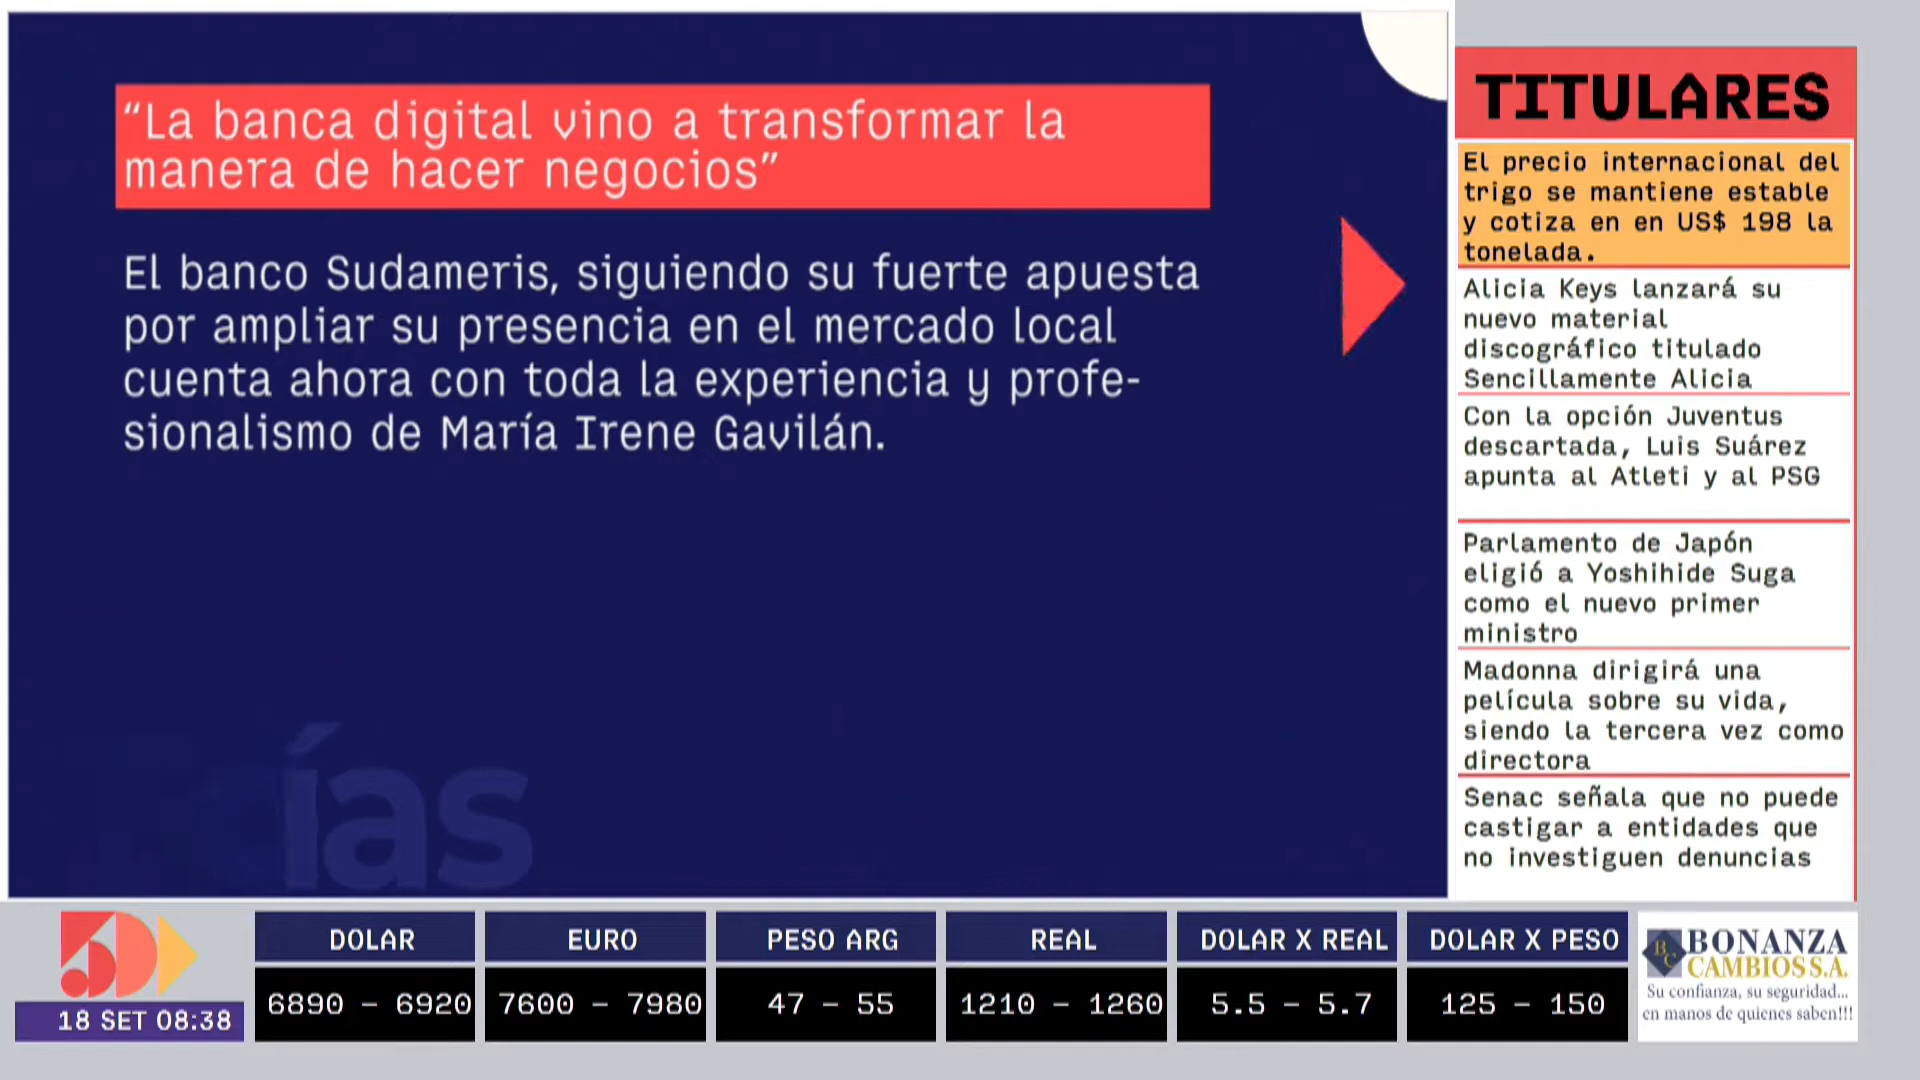 “La banca digital vino a transformar la
manera de hacer negocios”
El banco Sudameris, siguiendo su fuerte apuesta
por ampliar su presencia en el mercado local
cuenta ahora con toda la experiencia y profe-
sionalismo de María Irene Gavilán.
ías
TITULARES
El precio internacional del
trigo se mantiene estable
y cotiza en en US$ 198 la
tonelada.
Alicia Keys lanzará su
nuevo material
discográfico titulado
Sencillamente Alicia
Con la opción Juventus
descartada, Luis Suárez
apunta al Atleti y al PSG
Parlamento de Japón
eligió a Yoshihide Suga
como el nuevo primer
ministro
Madonna dirigirá una
película sobre su vida,
siendo la tercera vez como
directora
Senac señala que no puede
castigar a entidades que
no investiguen denuncias
5D
18 SET 08:38
DOLAR
6890 – 6920
EURO
7600 – 7980
PESO ARG
47 – 55
REAL
1210 – 1260
DOLAR X REAL
5.5 – 5.7
DOLAR X PESO
125 – 150
BC
BONANZA
CAMBIOS S.A.
Su confianza, su seguridad...
en manos de quienes saben!!!